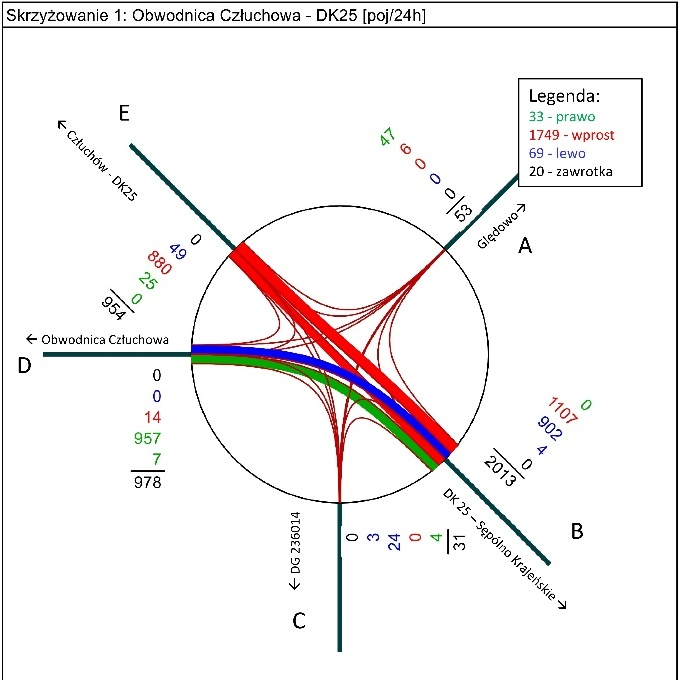 Skrzyżowanie 1: Obwodnica Człuchowa - DK25 [poj/24h]
Legenda:
33 - prawo
1749 - wprost
69 - lewo
20 - zawrotka
E
← Człuchów - DK25
47
6
0
0
0
53
Ględowo→
A
0
49
880
25
0
954
← Obwodnica Człuchowa
D
0
0
14
957
7
978
0
1107
902
4
0
2013
DK 25 – Sępólno Krajeńskie →
B
← DG 236014
0
3
24
0
4
31
C